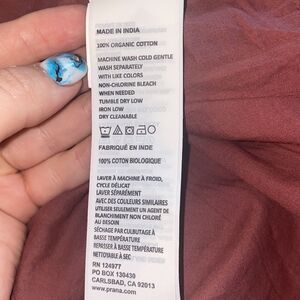 MADE IN INDIA
100% ORGANIC COTTON
MACHINE WASH COLD GENTLE
WASH SEPARATELY
WITH LIKE COLORS
NON-CHLORINE BLEACH
WHEN NEEDED
TUMBLE DRY LOW
IRON LOW
DRY CLEANABLE
FABRIQUÉ EN INDE
100% COTON BIOLOGIQUE
LAVER À MACHINE À FROID,
CYCLE DÉLICAT
LAVER SÉPARÉMENT
AVEC DES COULEURS SIMILAIRES
UTILISER SEULEMENT UN AGENT DE
BLANCHIMENT NON CHLORÉ
AU BESOIN
SÉCHAGE PAR CULBUTAGE À
BASSE TEMPÉRATURE
REPASSER À BASSE TEMPÉRATURE
NETTOYABLE À SEC
RN 124977
PO BOX 130439
CARLSBAD, CA 92013
www.prana.com